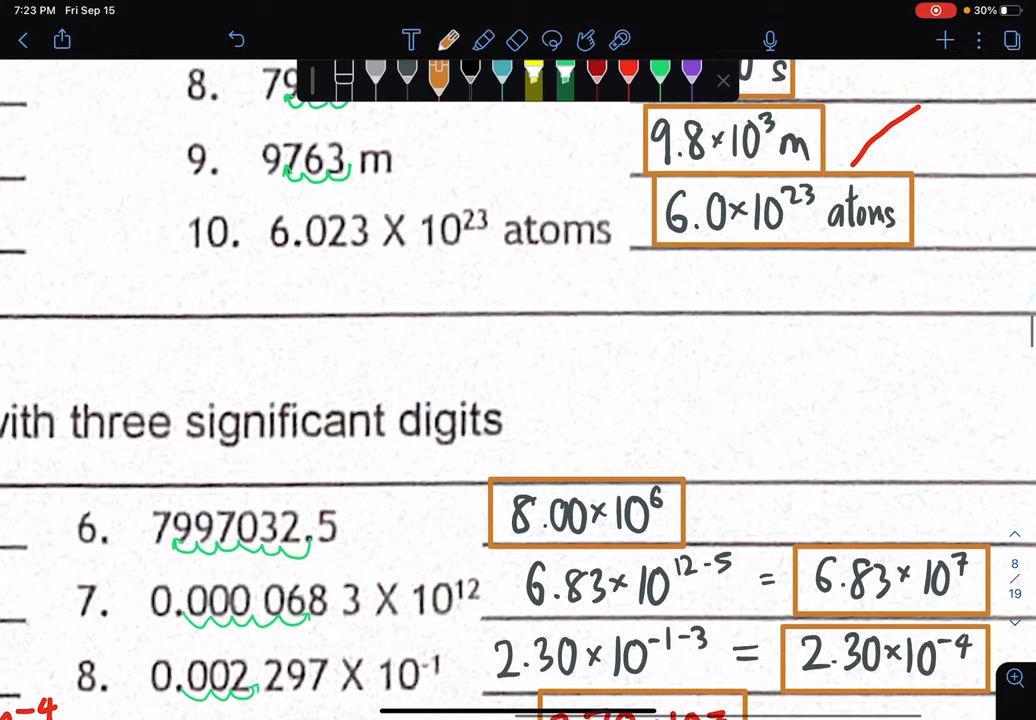 7:23 PM Fri Sep 15 30%
T
8. 79
s
9. 9763 m 9.8×10³ m
10. 6.023 X 10²³ atoms 6.0×10²³ atoms
with three significant digits
6. 7997032.5 8.00×10⁶
7. 0.000 068 3 X 10¹² 6.83×10¹²⁻⁵ = 6.83×10⁷
8. 0.002 297 X 10⁻¹ 2.30×10⁻¹⁻³ = 2.30×10⁻⁴
8
/
19
-4